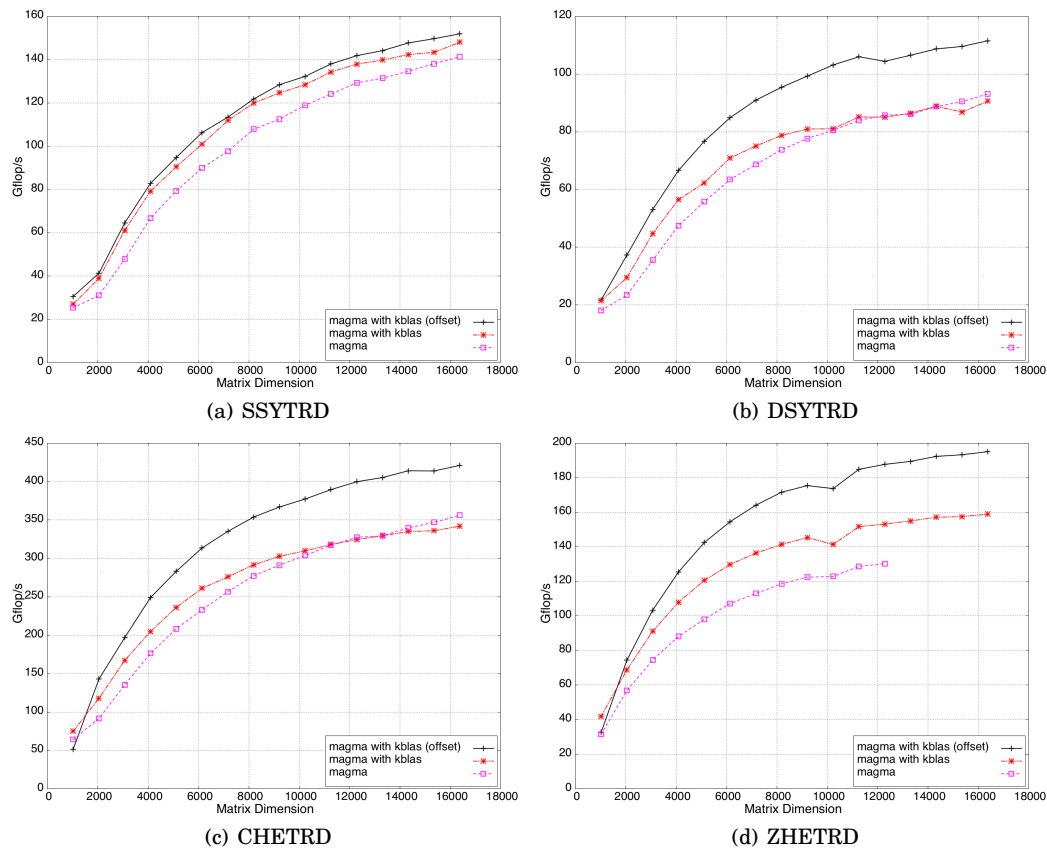 160
140
120
100
80
60
40
20
0
Gflop/s
0 2000 4000 6000 8000 10000 12000 14000 16000 18000
Matrix Dimension
magma with kblas (offset)
magma with kblas
magma
(a) SSYTRD
120
100
80
60
40
20
0
Gflop/s
0 2000 4000 6000 8000 10000 12000 14000 16000 18000
Matrix Dimension
magma with kblas (offset)
magma with kblas
magma
(b) DSYTRD
450
400
350
300
250
200
150
100
50
0
Gflop/s
0 2000 4000 6000 8000 10000 12000 14000 16000 18000
Matrix Dimension
magma with kblas (offset)
magma with kblas
magma
(c) CHETRD
200
180
160
140
120
100
80
60
40
20
0
Gflop/s
0 2000 4000 6000 8000 10000 12000 14000 16000 18000
Matrix Dimension
magma with kblas (offset)
magma with kblas
magma
(d) ZHETRD